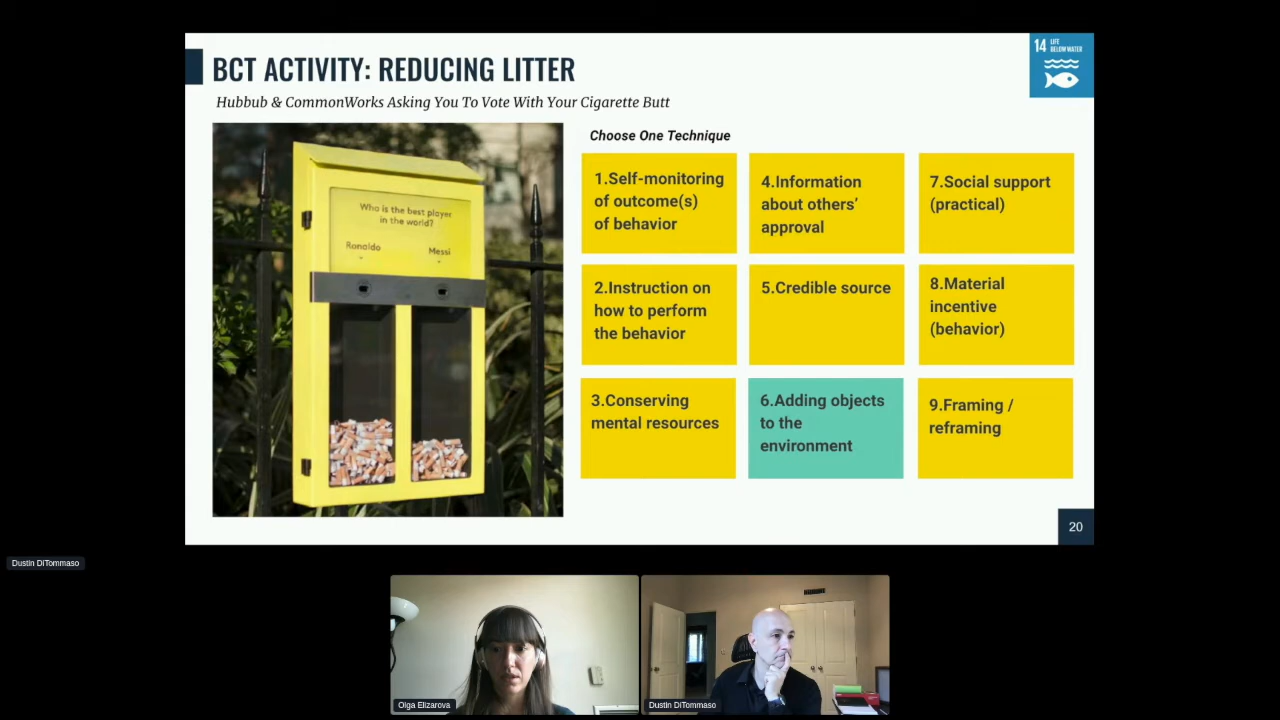 BCT ACTIVITY: REDUCING LITTER
14 LIFE
BELOW WATER
Hubbub & CommonWorks Asking You To Vote With Your Cigarette Butt
Who is the best player
in the world?
Ronaldo Messi
Choose One Technique
1.Self-monitoring
of outcome(s)
of behavior
4.Information
about others’
approval
7.Social support
(practical)
2.Instruction on
how to perform
the behavior
5.Credible source
8.Material
incentive
(behavior)
3.Conserving
mental resources
6.Adding objects
to the
environment
9.Framing /
reframing
20
Dustin DiTommaso
Olga Elizarova
Dustin DiTommaso